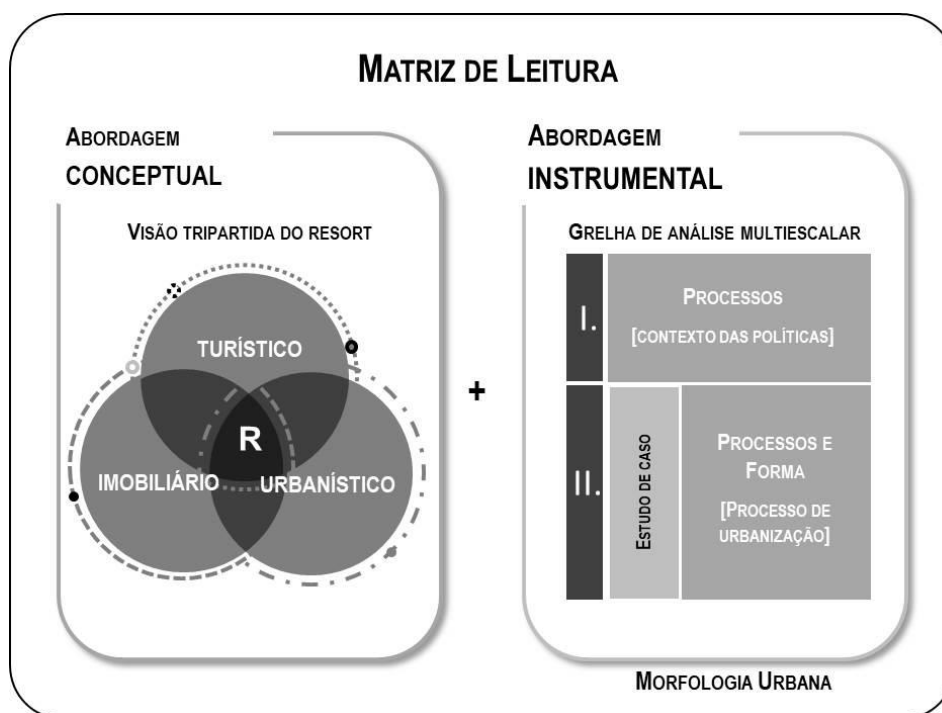 MATRIZ DE LEITURA
ABORDAGEM
CONCEPTUAL
VISÃO TRIPARTIDA DO RESORT
TURÍSTICO
R
IMOBILIÁRIO
URBANÍSTICO
+
ABORDAGEM
INSTRUMENTAL
GRELHA DE ANÁLISE MULTIESCALAR
I.
PROCESSOS
[CONTEXTO DAS POLÍTICAS]
II.
ESTUDO DE CASO
PROCESSOS E
FORMA
[PROCESSO DE
URBANIZAÇÃO]
MORFOLOGIA URBANA